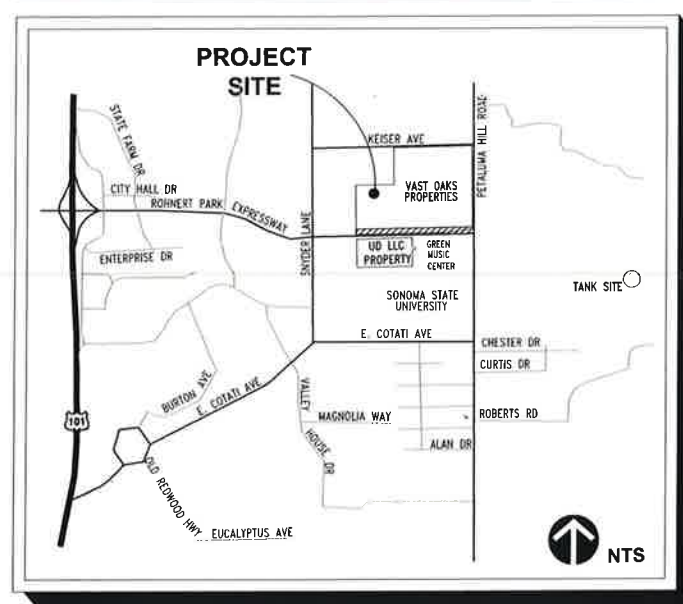 PROJECT
SITE
STATE FARM DR
KEISER AVE
PETALUMA HILL ROAD
CITY HALL DR
ROHNERT PARK EXPRESSWAY
VAST OAKS
PROPERTIES
SNYDER LANE
UD LLC
PROPERTY
GREEN
MUSIC
CENTER
ENTERPRISE DR
TANK SITE
SONOMA STATE
UNIVERSITY
E. COTATI AVE
CHESTER DR
CURTIS DR
BURTON AVE
E. COTATI AVE
VALLEY HOUSE DR
MAGNOLIA WAY
ROBERTS RD
101
ALAN DR
OLD REDWOOD HWY
EUCALYPTUS AVE
NTS